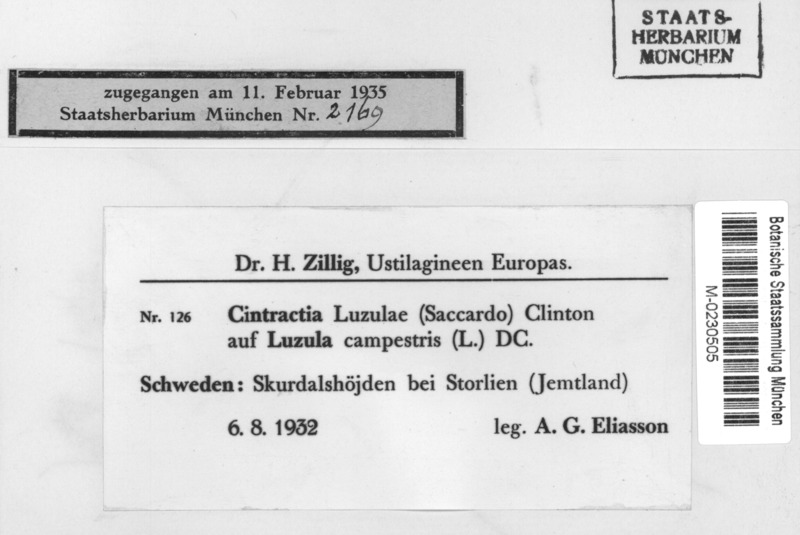 STAATS-
HERBARIUM
MÜNCHEN
zugegangen am 11. Februar 1935
Staatsherbarium München Nr. 2169
Dr. H. Zillig, Ustilagineen Europas.
Nr. 126 Cintractia Luzulae (Saccardo) Clinton
auf Luzula campestris (L.) DC.
Schweden: Skurdalshöjden bei Storlien (Jemtland)
6. 8. 1932 leg. A. G. Eliasson
Botanische Staatssammlung München
M-0230505